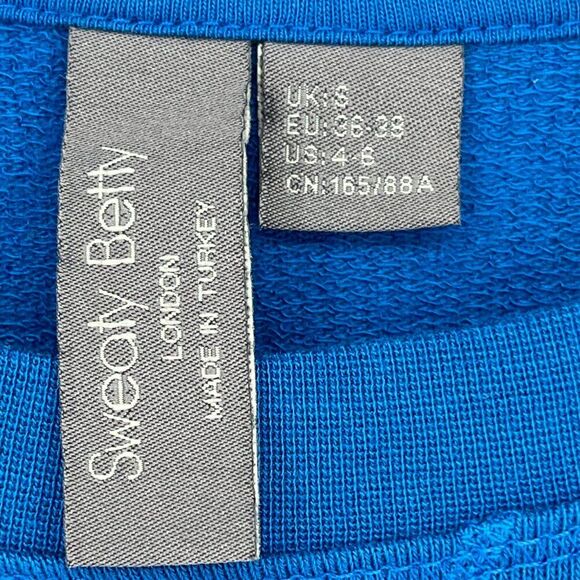 Sweaty Betty
LONDON
MADE IN TURKEY
UK:S
EU:36-38
US:4-6
CN:165/88A